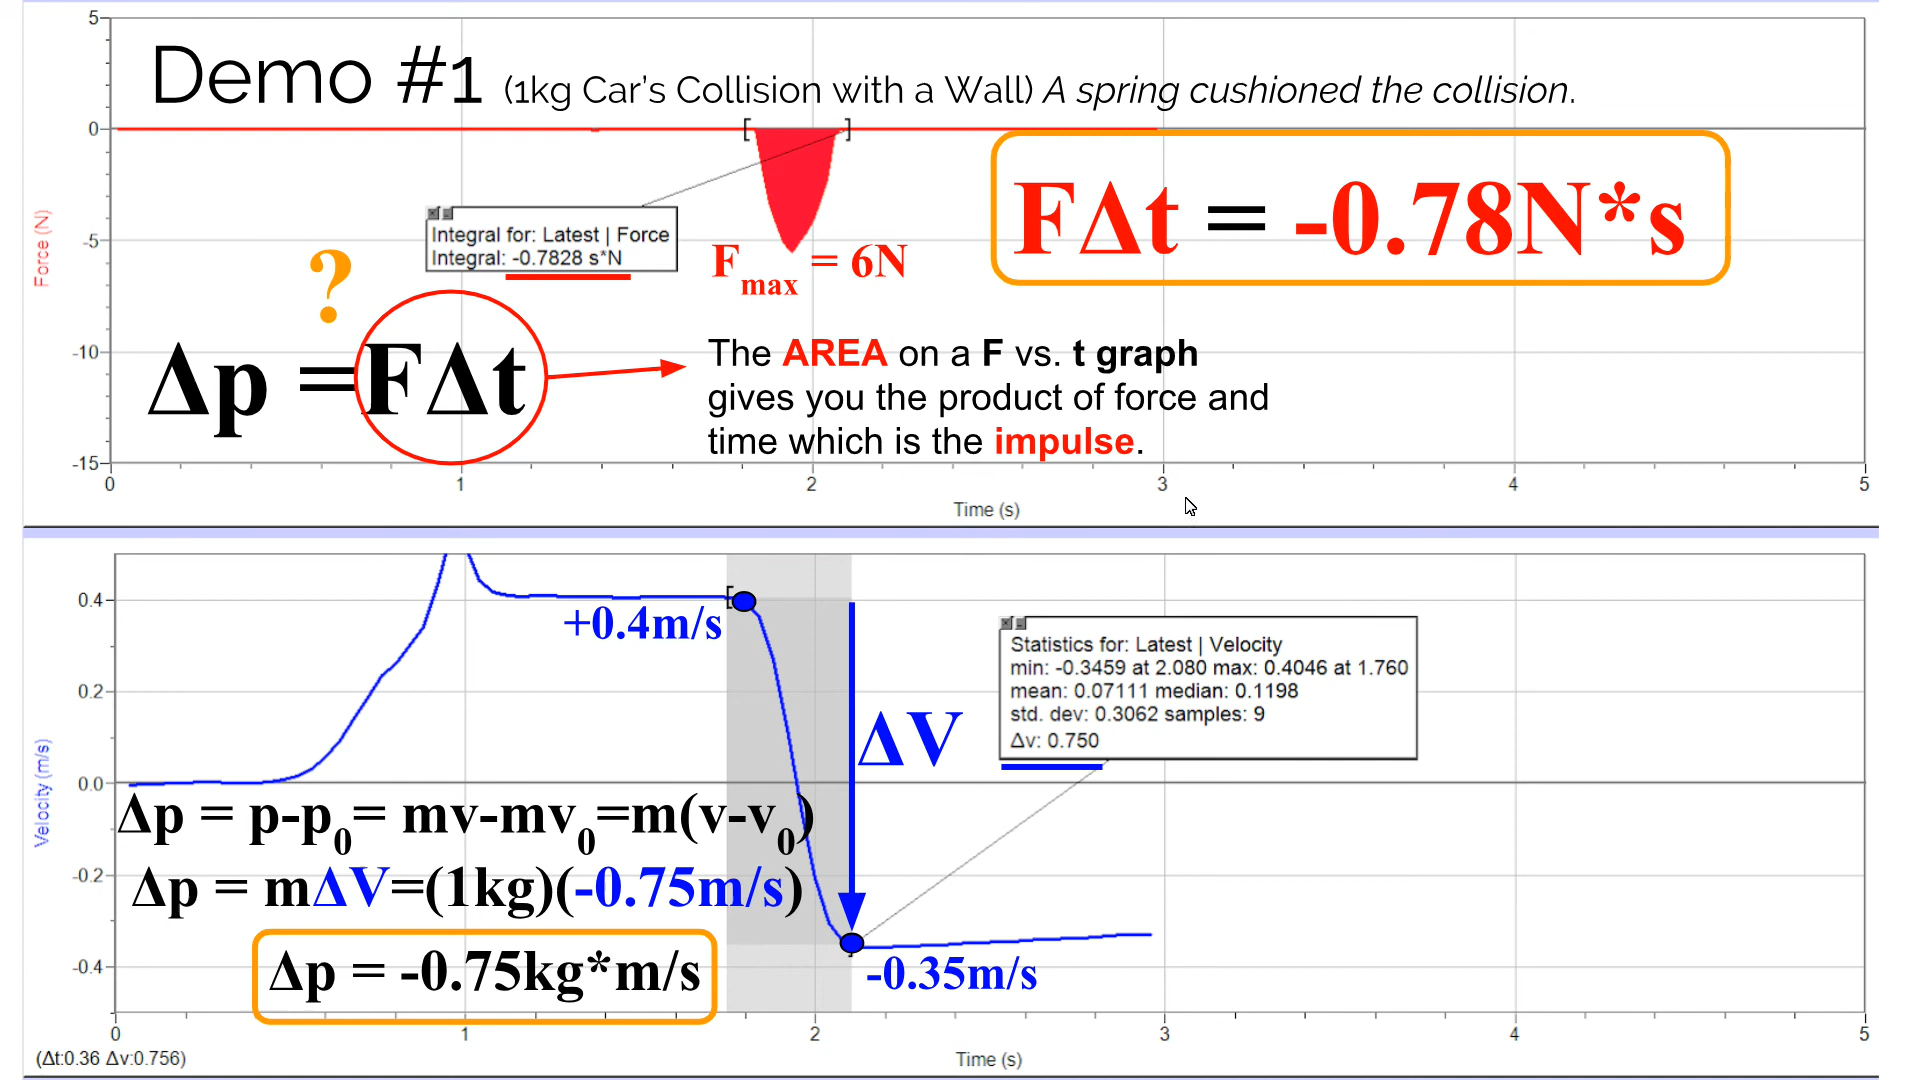 Demo #1 (1kg Car's Collision with a Wall) A spring cushioned the collision.
5
0
-5
-10
-15
Force (N)
[ ]
Integral for: Latest | Force
Integral: -0.7828 s*N
Fmax = 6N
FΔt = -0.78N*s
?
Δp =FΔt
The AREA on a F vs. t graph
gives you the product of force and
time which is the impulse.
0 1 2 3 4 5
Time (s)
0.4
0.2
0.0
-0.2
-0.4
Velocity (m/s)
+0.4m/s
ΔV
Statistics for: Latest | Velocity
min: -0.3459 at 2.080 max: 0.4046 at 1.760
mean: 0.07111 median: 0.1198
std. dev: 0.3062 samples: 9
Δv: 0.750
Δp = p-p0= mv-mv0=m(v-v0)
Δp = mΔV=(1kg)(-0.75m/s)
Δp = -0.75kg*m/s
-0.35m/s
0 1 2 3 4 5
(Δt:0.36 Δv:0.756)
Time (s)